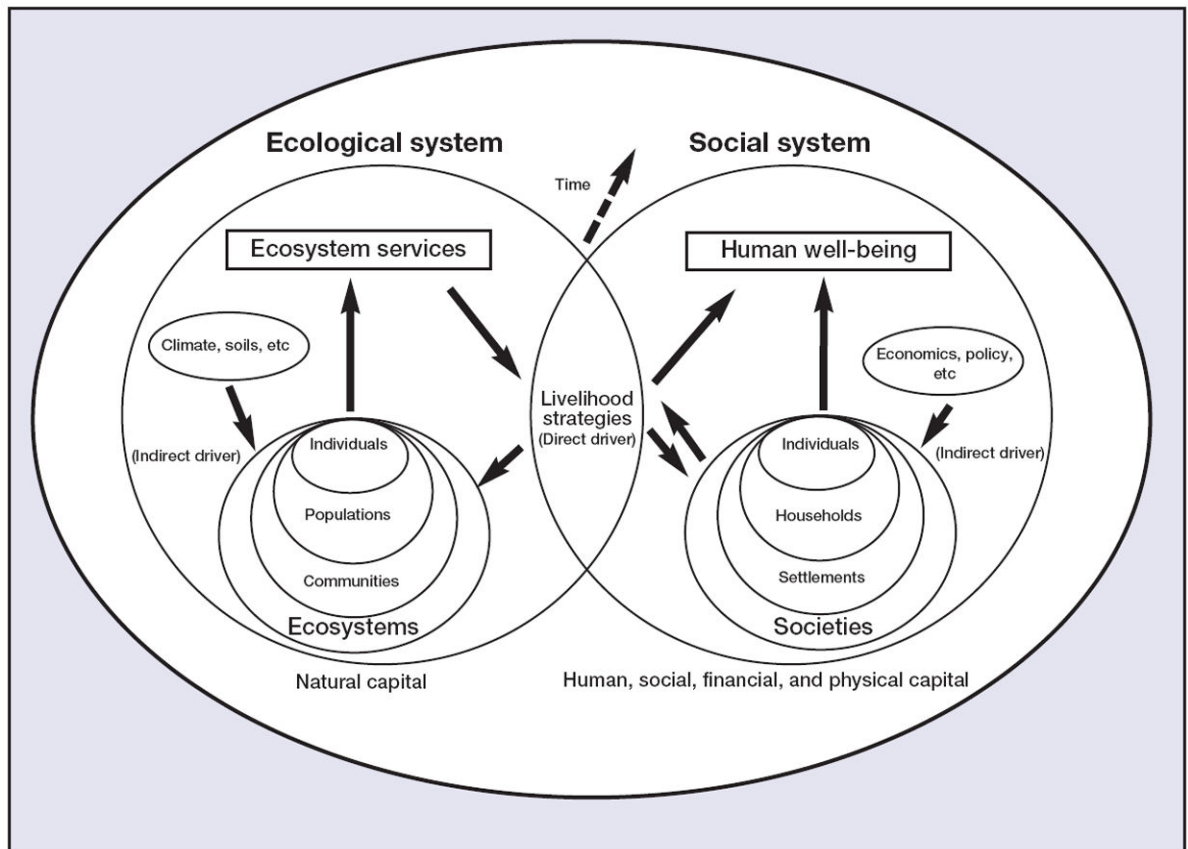 Ecological system
Social system
Time
Ecosystem services
Human well-being
Climate, soils, etc
Economics, policy,
etc
Livelihood
strategies
(Direct driver)
(Indirect driver)
Individuals
Populations
Communities
Ecosystems
Individuals
Households
Settlements
Societies
(Indirect driver)
Natural capital
Human, social, financial, and physical capital